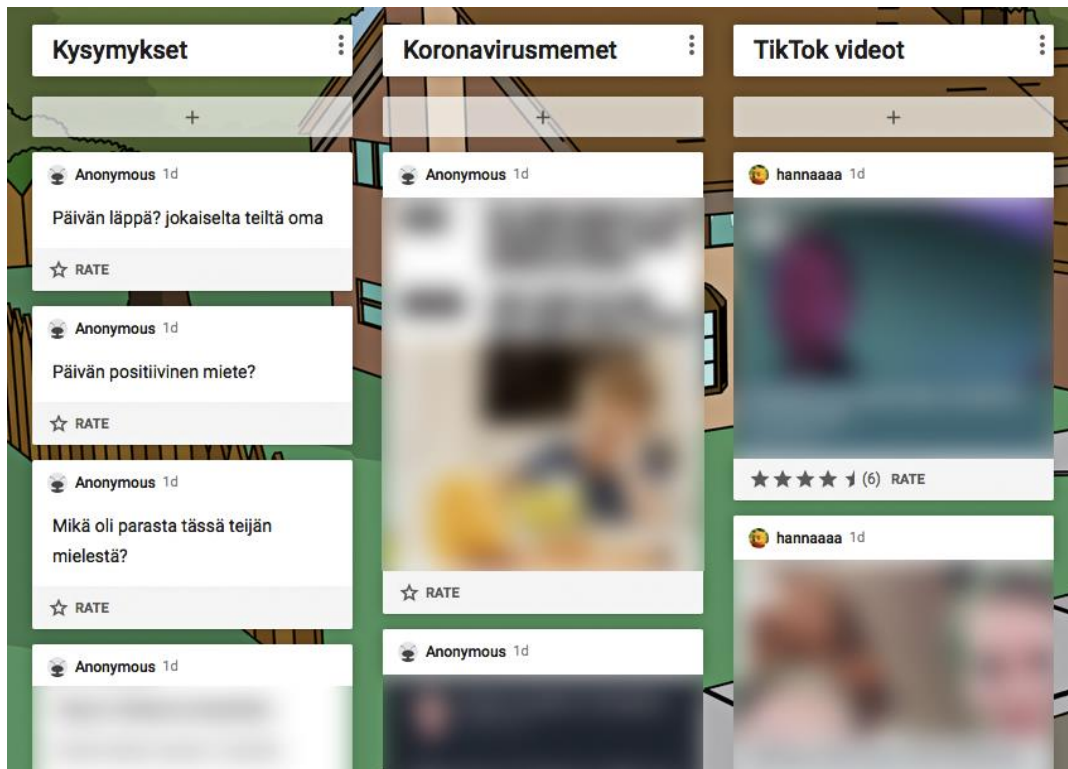 Kysymykset
+
Anonymous 1d
Päivän läppä? jokaiselta teiltä oma
RATE
Anonymous 1d
Päivän positiivinen miete?
RATE
Anonymous 1d
Mikä oli parasta tässä teijän
mielestä?
RATE
Anonymous 1d
Koronavirusmemet
+
Anonymous 1d
RATE
Anonymous 1d
TikTok videot
+
hannaaaa 1d
(6) RATE
hannaaaa 1d